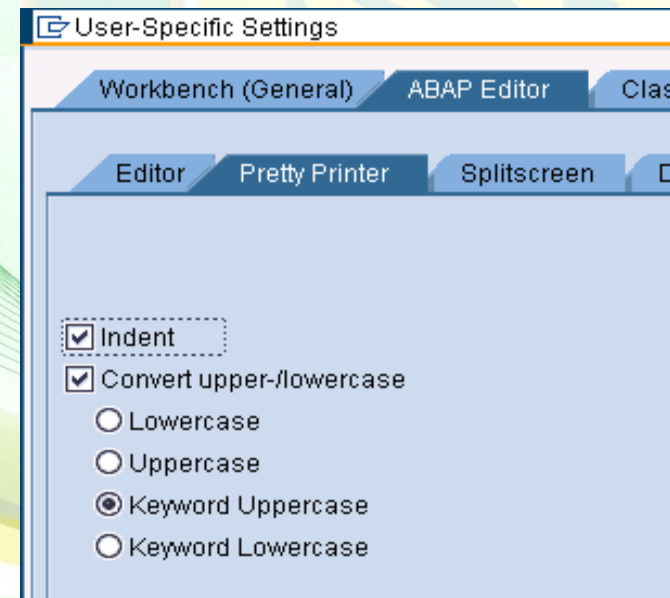 User-Specific Settings
Workbench (General) ABAP Editor
Editor Pretty Printer Splitscreen
Indent
Convert upper-/lowercase
Lowercase
Uppercase
Keyword Uppercase
Keyword Lowercase